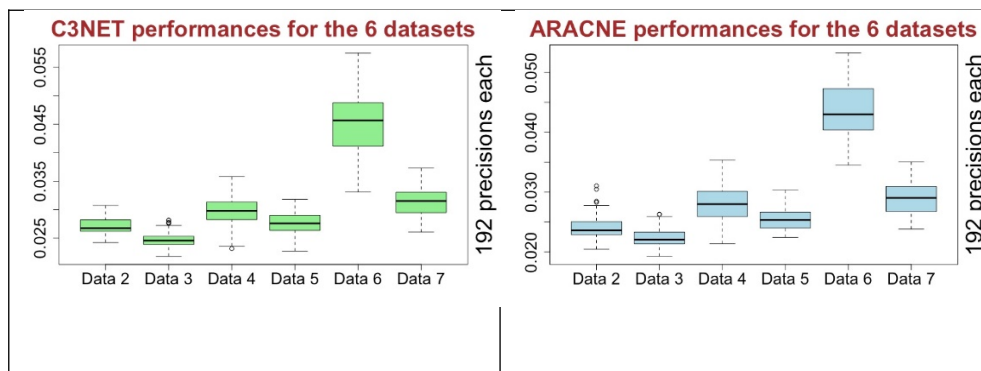 C3NET performances for the 6 datasets
0.055
0.045
0.035
0.025
Data 2 Data 3 Data 4 Data 5 Data 6 Data 7
192 precisions each
ARACNE performances for the 6 datasets
0.050
0.040
0.030
0.020
Data 2 Data 3 Data 4 Data 5 Data 6 Data 7
192 precisions each